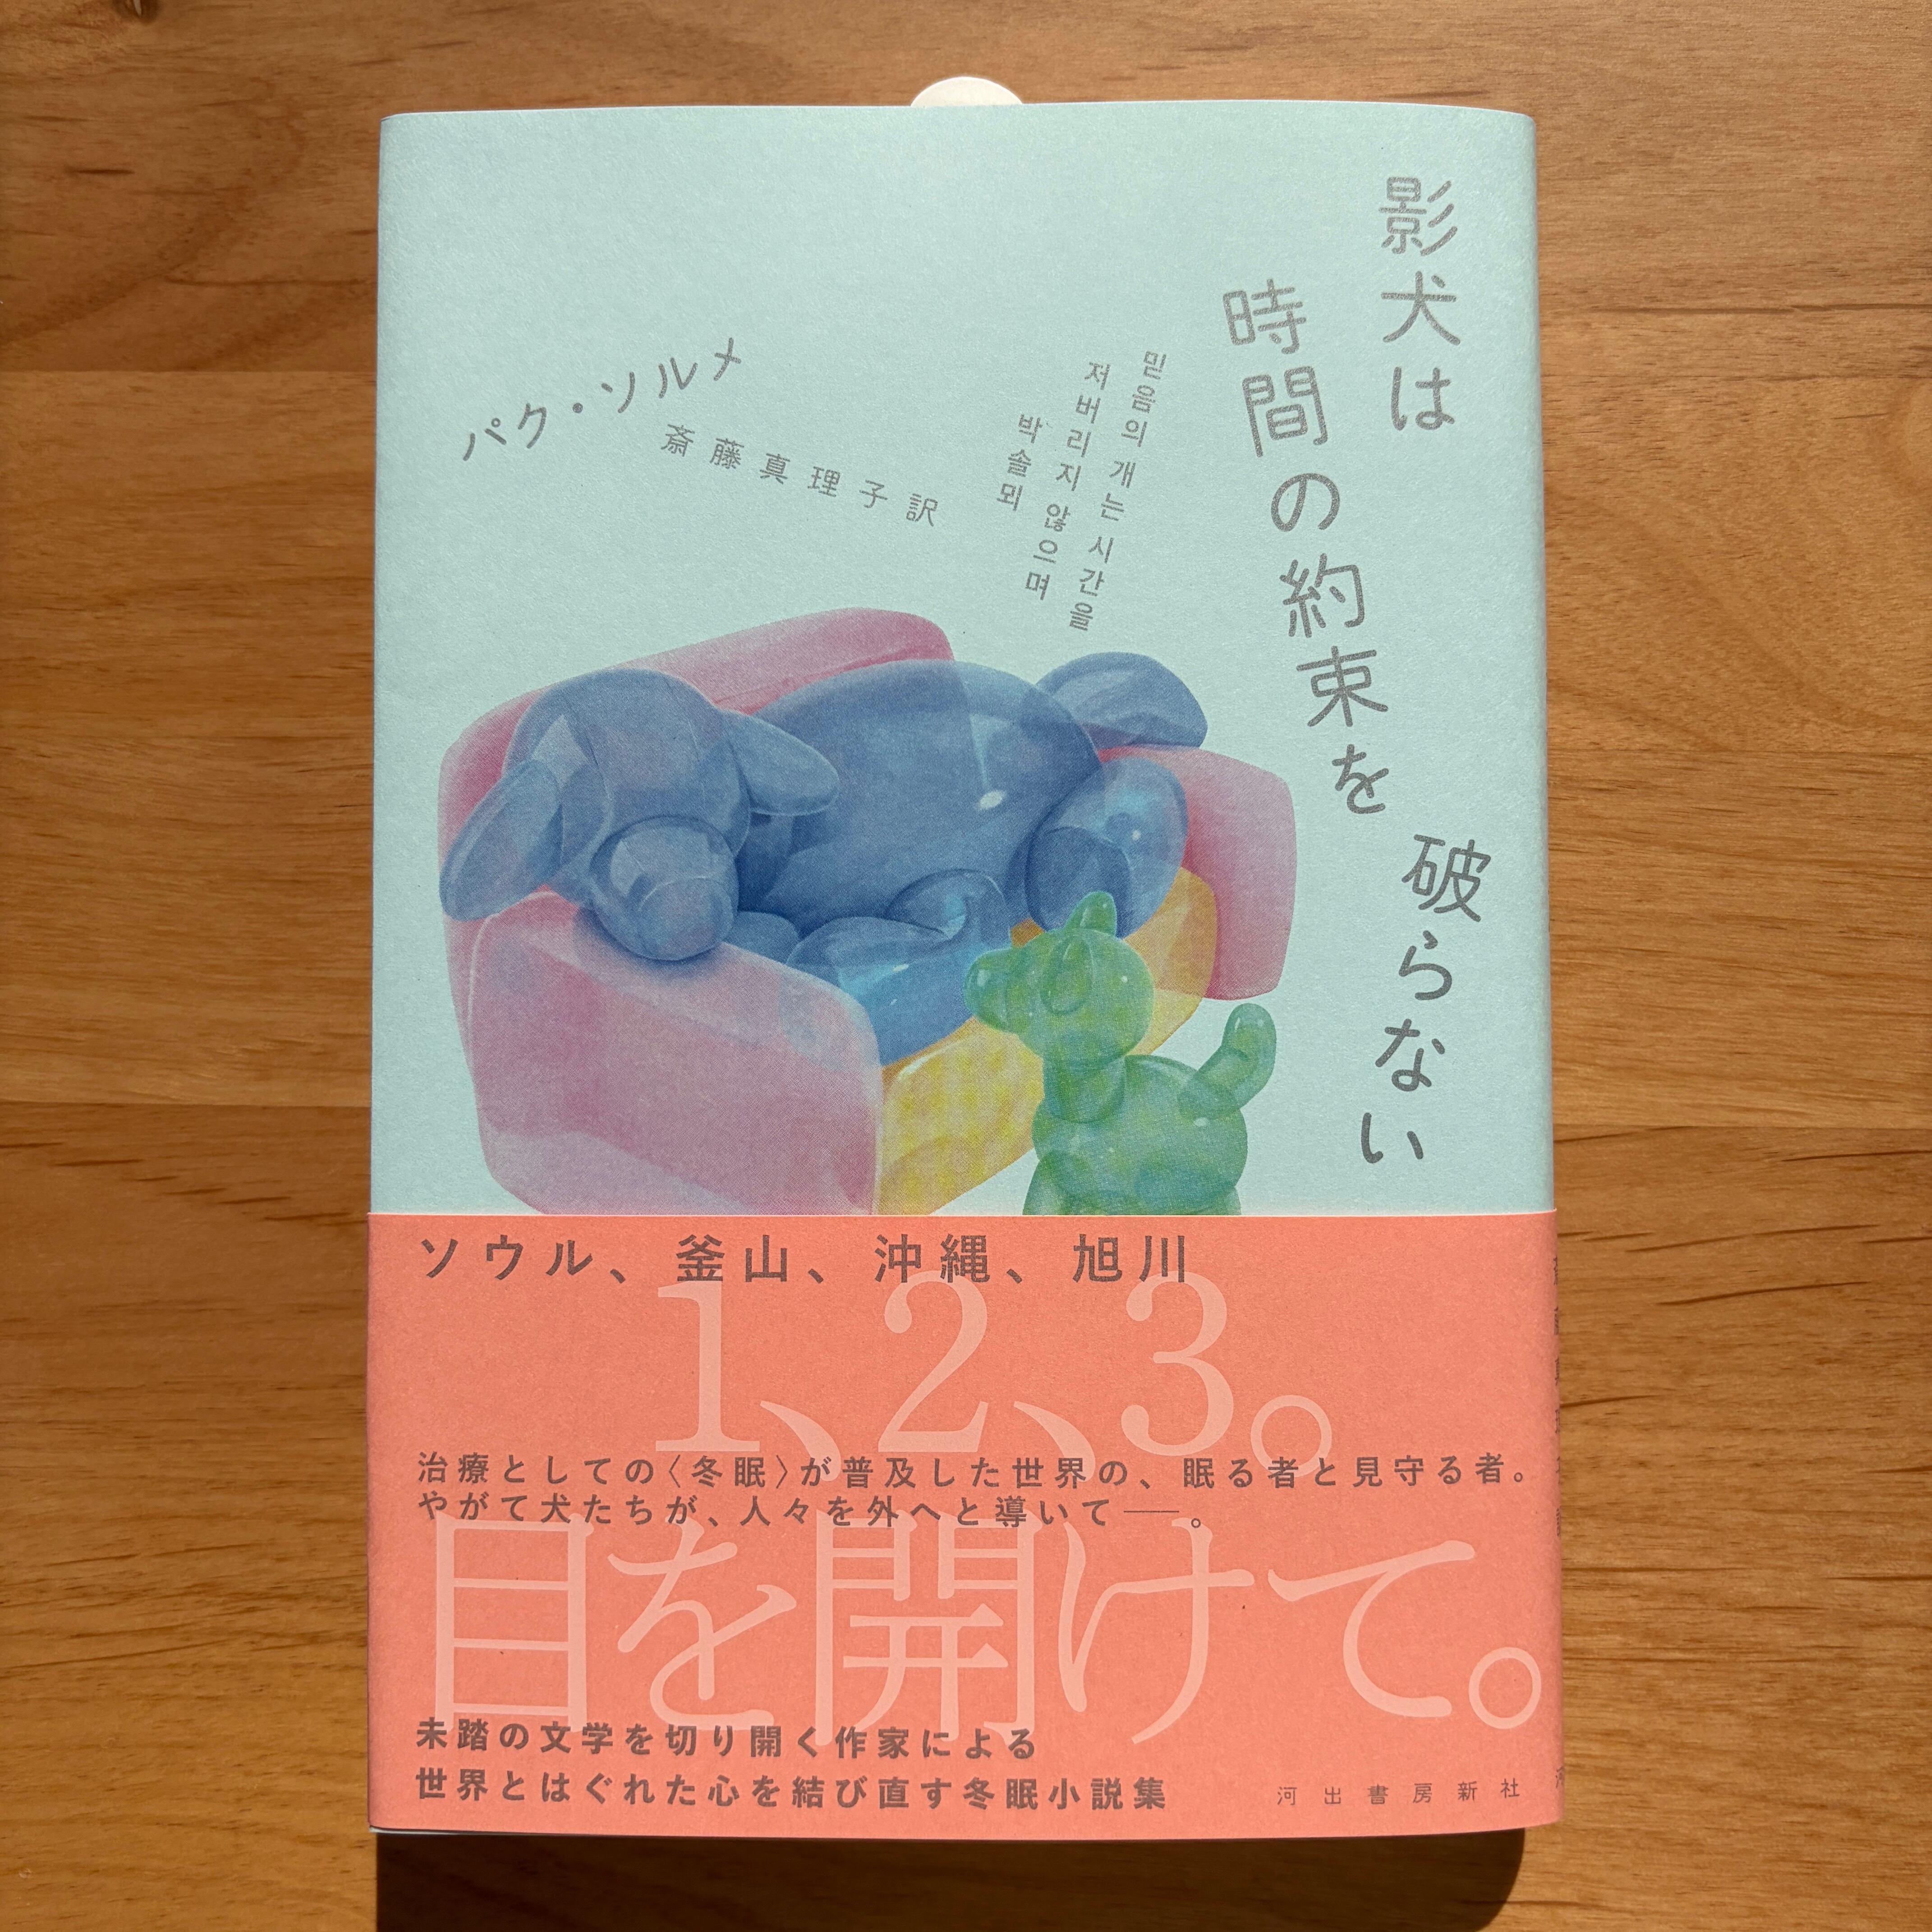 影犬は
時間の約束を
破らない
パク・ソルメ
斎藤真理子訳
믿음의 개는 시간을
저버리지 않으며
박솔뫼
ソウル、釜山、沖縄、旭川
1、2、3。
治療としての〈冬眠〉が普及した世界の、眠る者と見守る者。
やがて犬たちが、人々を外へと導いて──。
目を開けて。
未踏の文学を切り開く作家による
世界とはぐれた心を結び直す冬眠小説集
河出書房新社